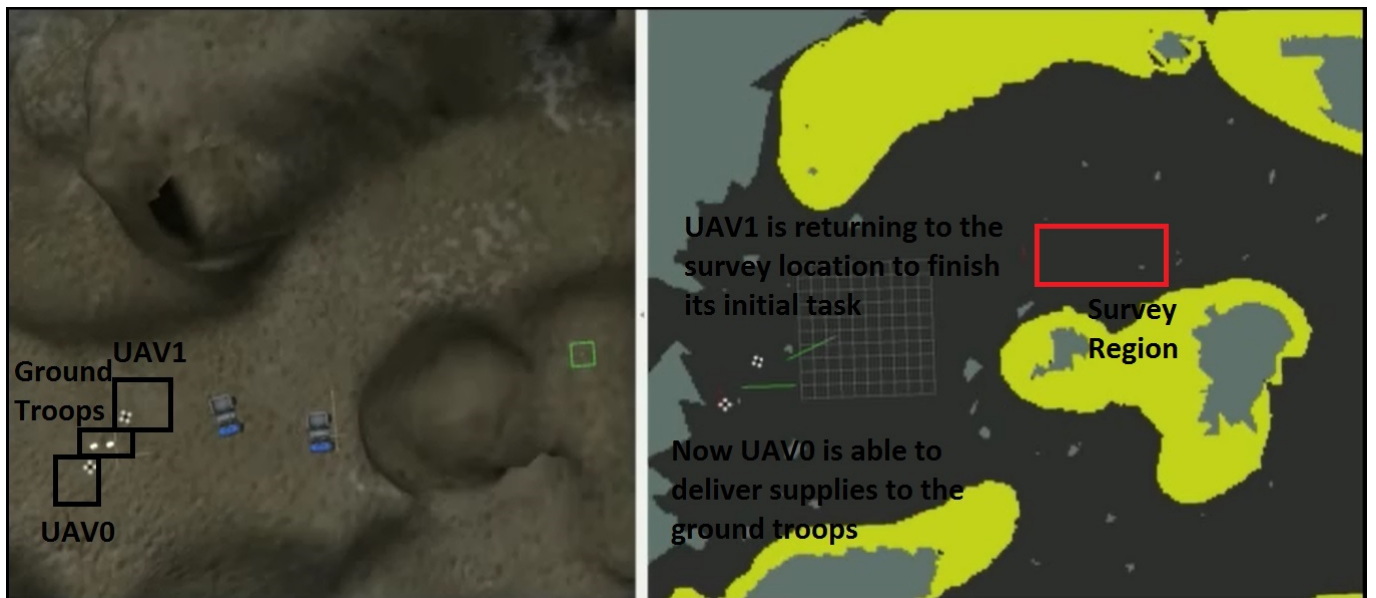 UAV1
Ground
Troops
UAV0
UAV1 is returning to the
survey location to finish
its initial task
Survey
Region
Now UAV0 is able to
deliver supplies to the
ground troops